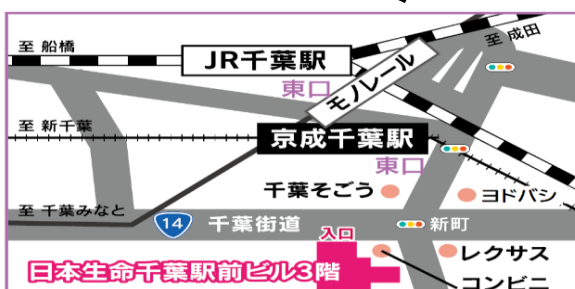 至 船橋
JR千葉駅
至 成田
東口
モノレール
至 新千葉
京成千葉駅
東口
千葉そごう
ヨドバシ
至 千葉みなと
14
千葉街道
新町
入口
レクサス
日本生命千葉駅前ビル3階
コンビニ